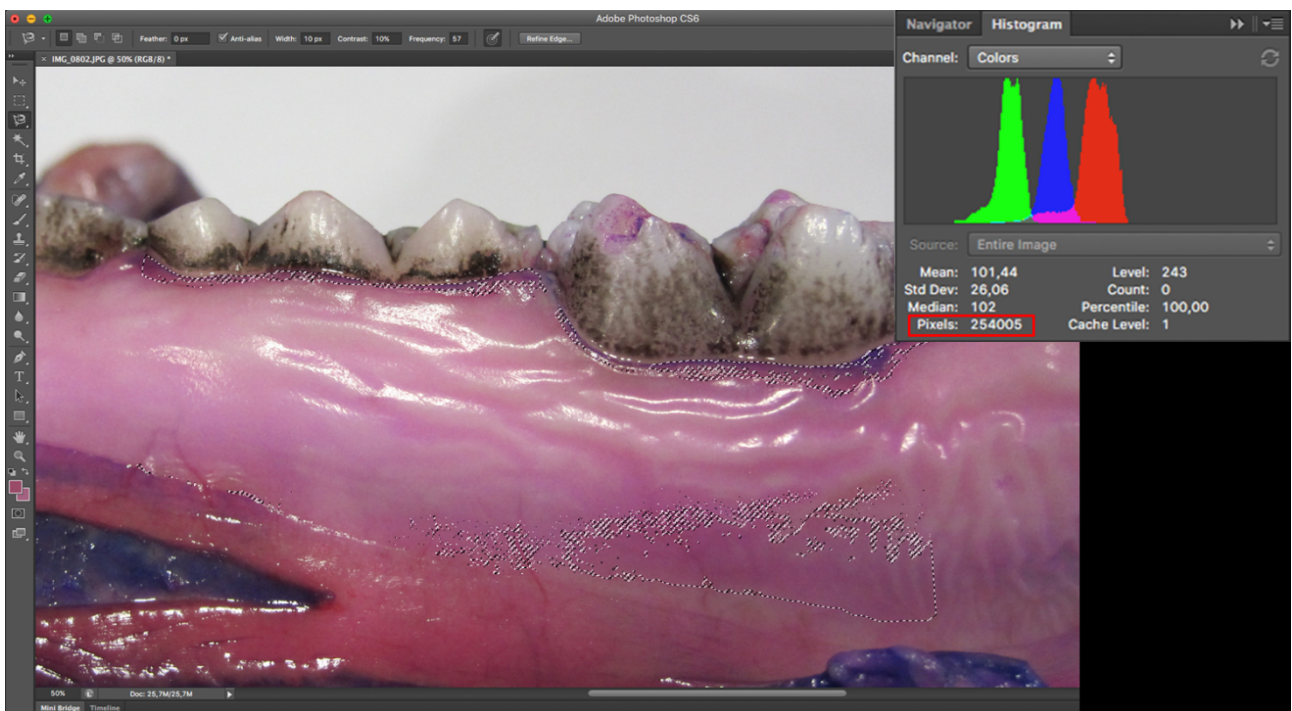 Adobe Photoshop CS6
Feather: 0 px Anti-alias Width: 10 px Contrast: 10% Frequency: 57 Refine Edge...
× IMG_0802.JPG @ 50% (RGB/8) *
Navigator Histogram
Channel: Colors
Source: Entire Image
Mean: 101,44 Level: 243
Std Dev: 26,06 Count: 0
Median: 102 Percentile: 100,00
Pixels: 254005 Cache Level: 1
50% Doc: 25,7M/25,7M
Mini Bridge Timeline